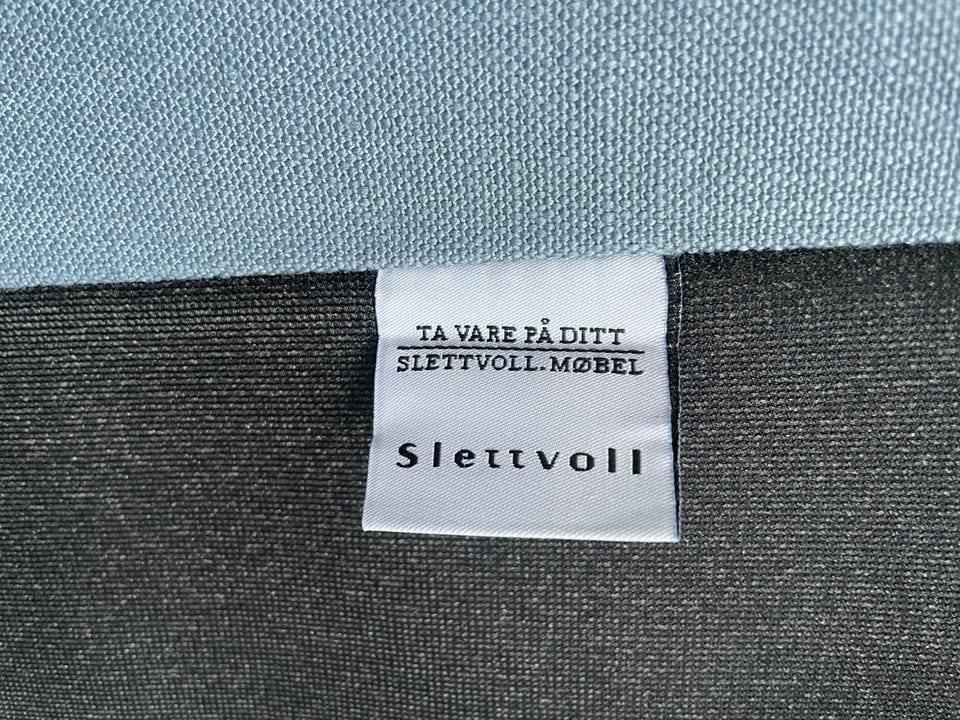 TA VARE PÅ DITT
SLETTVOLL-MØBEL
Slettvoll